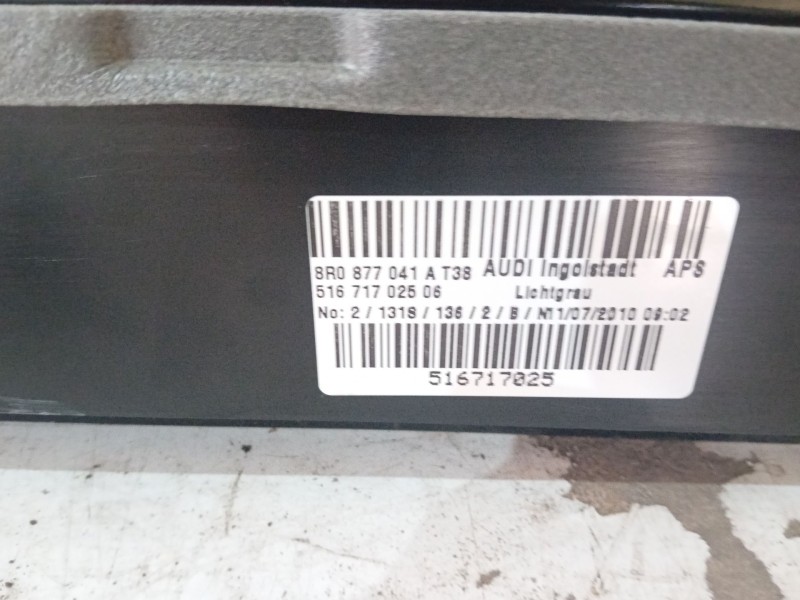 8R0 877 041 A T38 AUDI Ingolstadt APS
516 717 025 06 Lichtgrau
No: 2 / 1318 / 136 / 2 / B / N11/07/2010 09:02
516717025